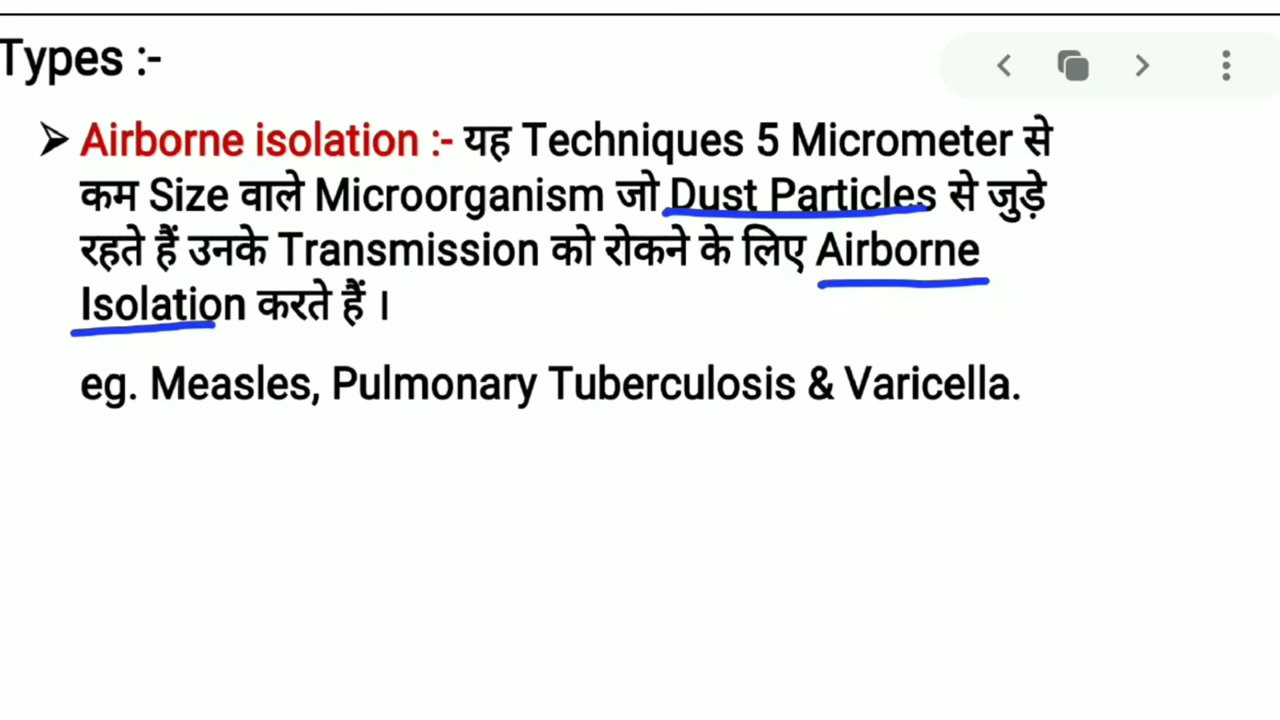 Types :-
➤ Airborne isolation :- यह Techniques 5 Micrometer से
कम Size वाले Microorganism जो Dust Particles से जुड़े
रहते हैं उनके Transmission को रोकने के लिए Airborne
Isolation करते हैं ।
eg. Measles, Pulmonary Tuberculosis & Varicella.